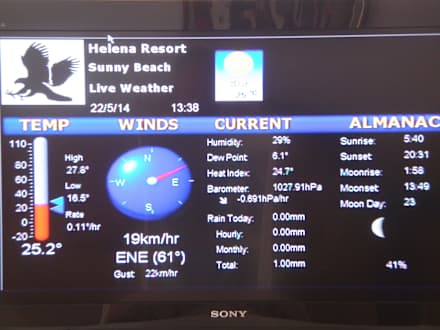 Helena Resort
Sunny Beach
Live Weather
22/5/14 13:38
TEMP WINDS CURRENT ALMANAC
110
80
60
40
20
0
-20
25.2°
High
27.8°
Low
16.5°
Rate
0.11°/hr
N
W E
S
19km/hr
ENE (61°)
Gust 22km/hr
Humidity: 29%
Dew Point: 6.1°
Heat Index: 24.7°
Barometer: 1027.91hPa
-0.691hPa/hr
Rain Today: 0.00mm
Hourly: 0.00mm
Monthly: 0.00mm
Total: 1.00mm
Sunrise: 5:40
Sunset: 20:31
Moonrise: 1:58
Moonset: 13:49
Moon Day: 23
41%
SONY